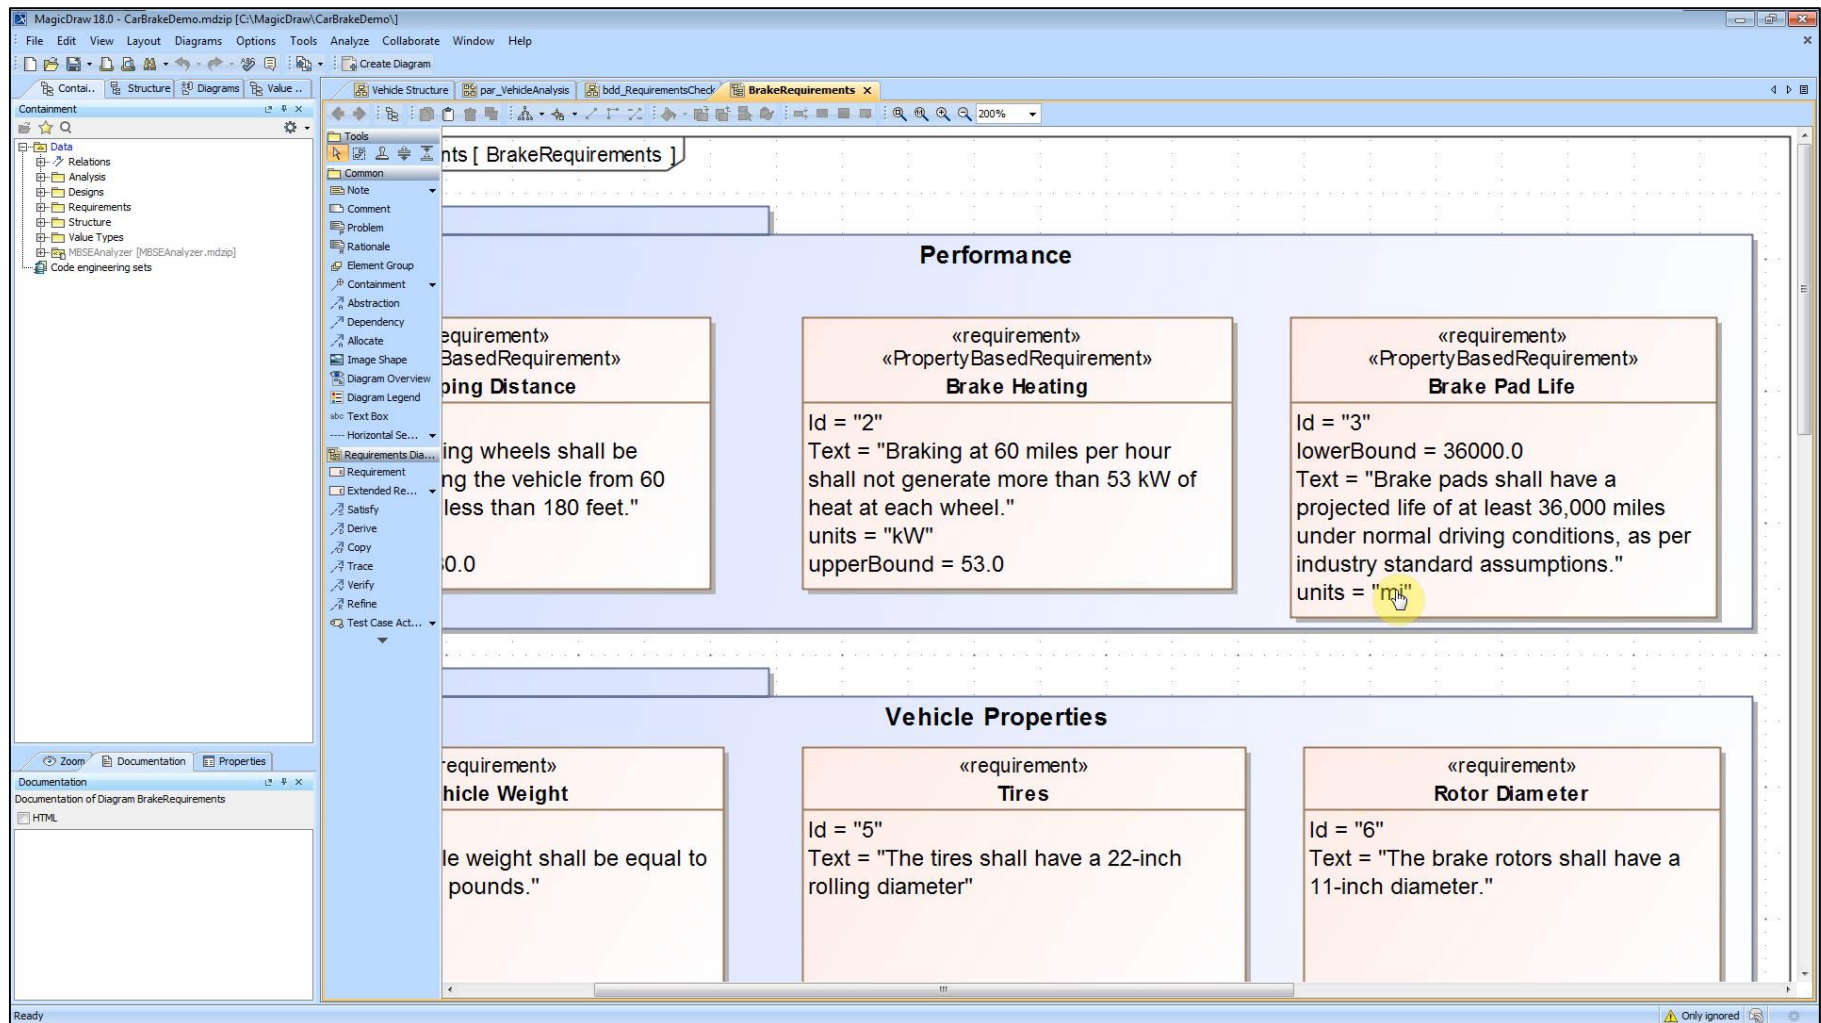 MagicDraw 18.0 - CarBrakeDemo.mdzip [C:\MagicDraw\CarBrakeDemo\]
File Edit View Layout Diagrams Options Tools Analyze Collaborate Window Help
Create Diagram
Contai.. Structure Diagrams Value ..
Containment
Data
Relations
Analysis
Designs
Requirements
Structure
Value Types
MBSEAnalyzer [MBSEAnalyzer.mdzip]
Code engineering sets
Zoom Documentation Properties
Documentation
Documentation of Diagram BrakeRequirements
HTML
Vehicle Structure par_VehicleAnalysis bdd_RequirementsCheck BrakeRequirements
200%
Tools
Common
Note
Comment
Problem
Rationale
Element Group
Containment
Abstraction
Dependency
Allocate
Image Shape
Diagram Overview
Diagram Legend
abc Text Box
Horizontal Se...
Requirements Dia...
Requirement
Extended Re...
Satisfy
Derive
Copy
Trace
Verify
Refine
Test Case Act...
nts [ BrakeRequirements ]
Performance
equirement»
BasedRequirement»
ping Distance
ing wheels shall be
ng the vehicle from 60
less than 180 feet."
0.0
«requirement»
«PropertyBasedRequirement»
Brake Heating
Id = "2"
Text = "Braking at 60 miles per hour
shall not generate more than 53 kW of
heat at each wheel."
units = "kW"
upperBound = 53.0
«requirement»
«PropertyBasedRequirement»
Brake Pad Life
Id = "3"
lowerBound = 36000.0
Text = "Brake pads shall have a
projected life of at least 36,000 miles
under normal driving conditions, as per
industry standard assumptions."
units = "mi"
Vehicle Properties
requirement»
hicle Weight
le weight shall be equal to
pounds."
«requirement»
Tires
Id = "5"
Text = "The tires shall have a 22-inch
rolling diameter"
«requirement»
Rotor Diameter
Id = "6"
Text = "The brake rotors shall have a
11-inch diameter."
Ready
Only ignored